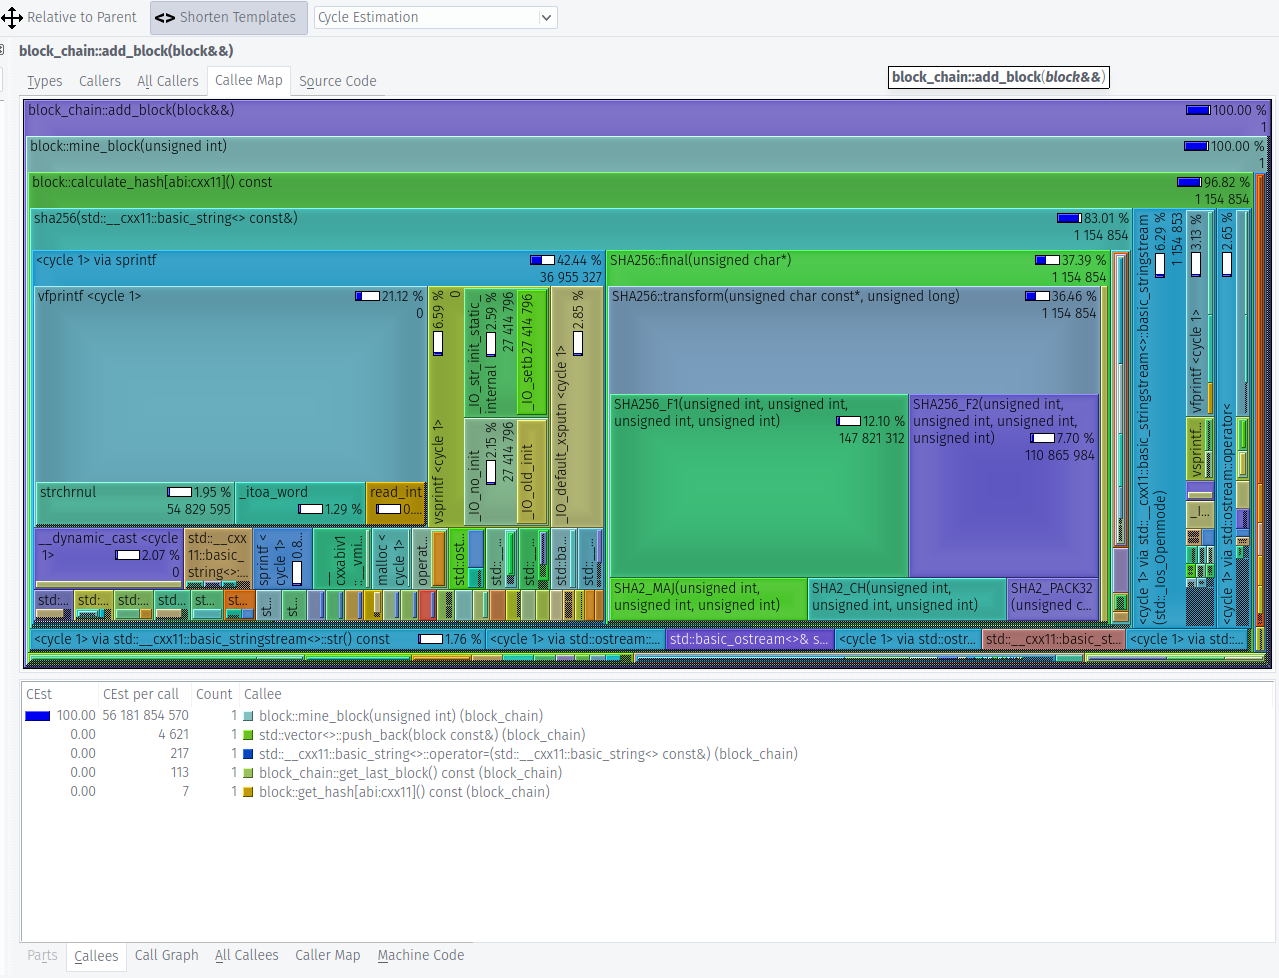 Relative to Parent
<> Shorten Templates
Cycle Estimation
block_chain::add_block(block&&)
Types
Callers
All Callers
Callee Map
Source Code
block_chain::add_block(block&&)
block_chain::add_block(block&&)
100.00 %
1
block::mine_block(unsigned int)
100.00 %
1
block::calculate_hash[abi:cxx11]() const
96.82 %
1 154 854
sha256(std::__cxx11::basic_string<> const&)
83.01 %
1 154 854
<cycle 1> via sprintf
42.44 %
36 955 327
vfprintf <cycle 1>
21.12 %
0
strchrnul
1.95 %
54 829 595
_itoa_word
1.29 %
read_int
0....
vsprintf <cycle 1>
6.59 %
0
_IO_str_init_static_
internal
2.59 %
27 414 796
_IO_setb
27 414 796
_IO_no_init
2.15 %
27 414 796
_IO_old_init
_IO_default_xsputn <cycle 1>
2.85 %
__dynamic_cast <cycle
1>
2.07 %
0
std::__cxx
11::basic_
string<>:...
sprintf <
cycle 1>
0.8...
__cxxabiv1
::__vmi...
malloc <
cycle 1>
operat...
std::ost...
std::__...
std::__...
std::ba...
std::__...
std:...
std:...
std:...
std...
st...
st...
st...
st...
SHA256::final(unsigned char*)
37.39 %
1 154 854
SHA256::transform(unsigned char const*, unsigned long)
36.46 %
1 154 854
SHA256_F1(unsigned int, unsigned int,
unsigned int, unsigned int)
12.10 %
147 821 312
SHA256_F2(unsigned int,
unsigned int, unsigned int,
unsigned int)
7.70 %
110 865 984
SHA2_MAJ(unsigned int,
unsigned int, unsigned int)
SHA2_CH(unsigned int,
unsigned int, unsigned int)
SHA2_PACK32
(unsigned c...
<cycle 1> via std::__cxx11::basic_stringstream<>::basic_stringstream
(std::_Ios_Openmode)
6.29 %
1 154 853
vfprintf <cycle 1>
3.13 %
vsprintf...
_I...
<cycle 1> via std::ostream::operator<
2.65 %
<cycle 1> via std::__cxx11::basic_stringstream<>::str() const
1.76 %
<cycle 1> via std::ostream::...
std::basic_ostream<>& s...
<cycle 1> via std::ostr...
std::__cxx11::basic_st...
<cycle 1> via std::...
CEst
CEst per call
Count
Callee
100.00 56 181 854 570 1 block::mine_block(unsigned int) (block_chain)
0.00 4 621 1 std::vector<>::push_back(block const&) (block_chain)
0.00 217 1 std::__cxx11::basic_string<>::operator=(std::__cxx11::basic_string<> const&) (block_chain)
0.00 113 1 block_chain::get_last_block() const (block_chain)
0.00 7 1 block::get_hash[abi:cxx11]() const (block_chain)
Parts
Callees
Call Graph
All Callees
Caller Map
Machine Code